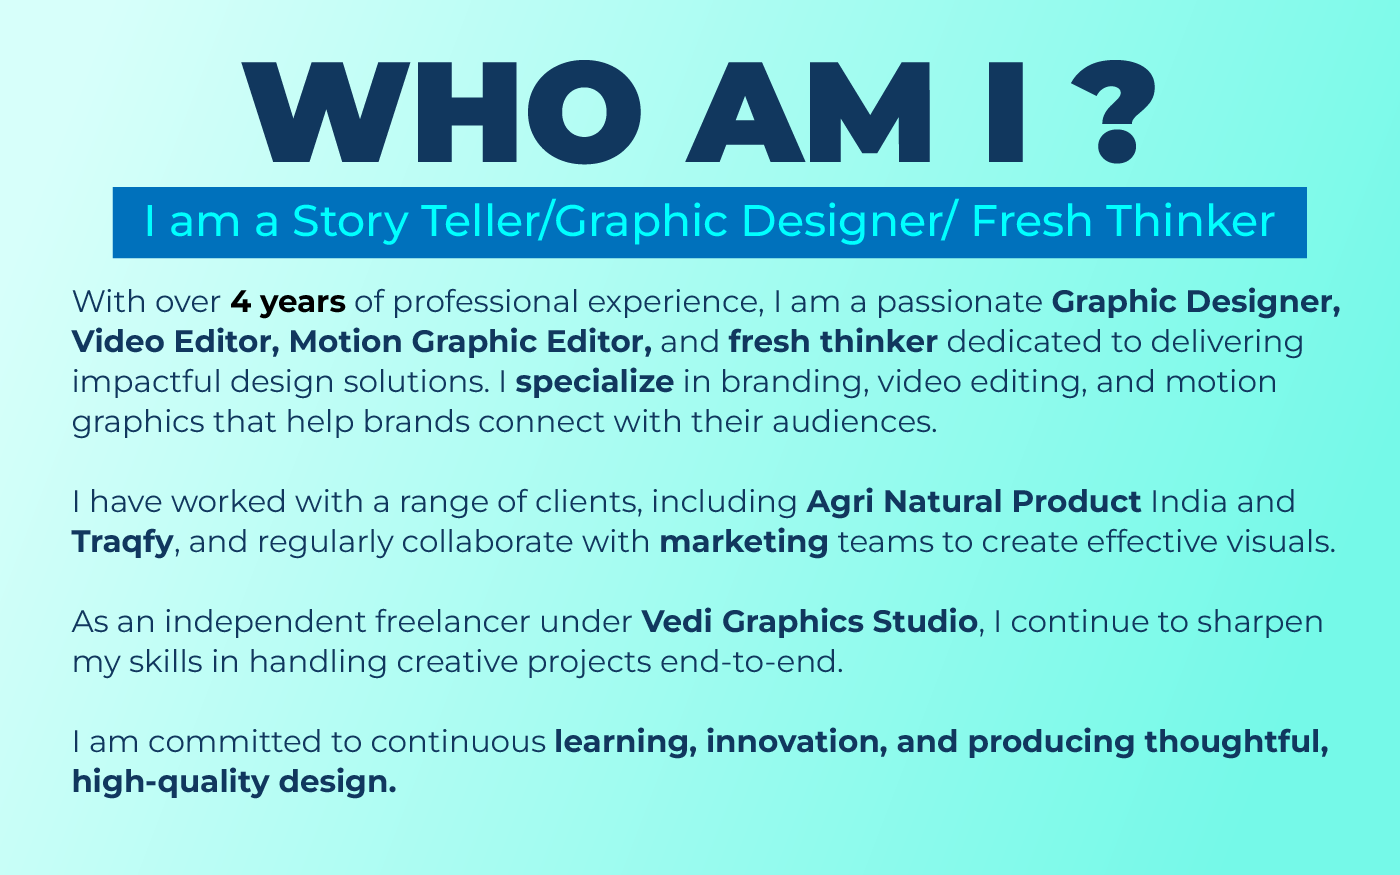 WHO AM I ?
I am a Story Teller/Graphic Designer/ Fresh Thinker
With over 4 years of professional experience, I am a passionate Graphic Designer,
Video Editor, Motion Graphic Editor, and fresh thinker dedicated to delivering
impactful design solutions. I specialize in branding, video editing, and motion
graphics that help brands connect with their audiences.
I have worked with a range of clients, including Agri Natural Product India and
Traqfy, and regularly collaborate with marketing teams to create effective visuals.
As an independent freelancer under Vedi Graphics Studio, I continue to sharpen
my skills in handling creative projects end-to-end.
I am committed to continuous learning, innovation, and producing thoughtful,
high-quality design.